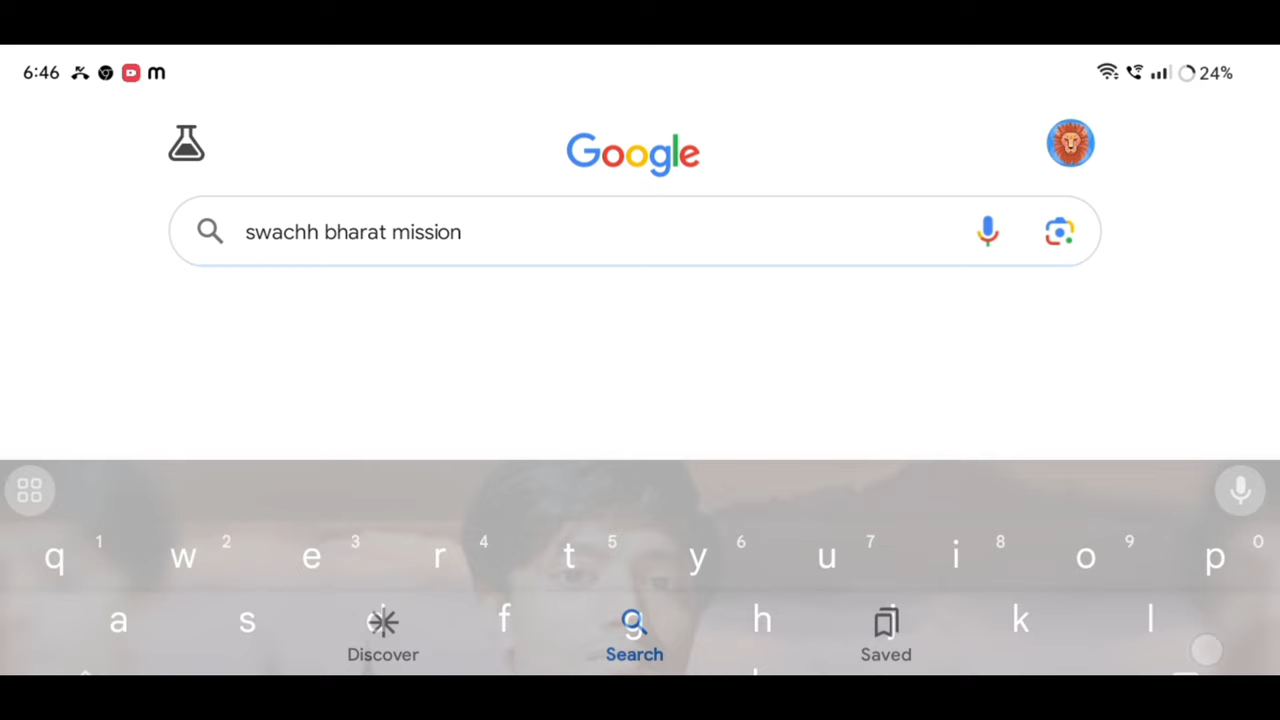 6:46 m 24%
Google
swachh bharat mission
q 1 w 2 e 3 r 4 t 5 y 6 u 7 i 8 o 9 p 0
a s d f g h j k l
Discover Search Saved